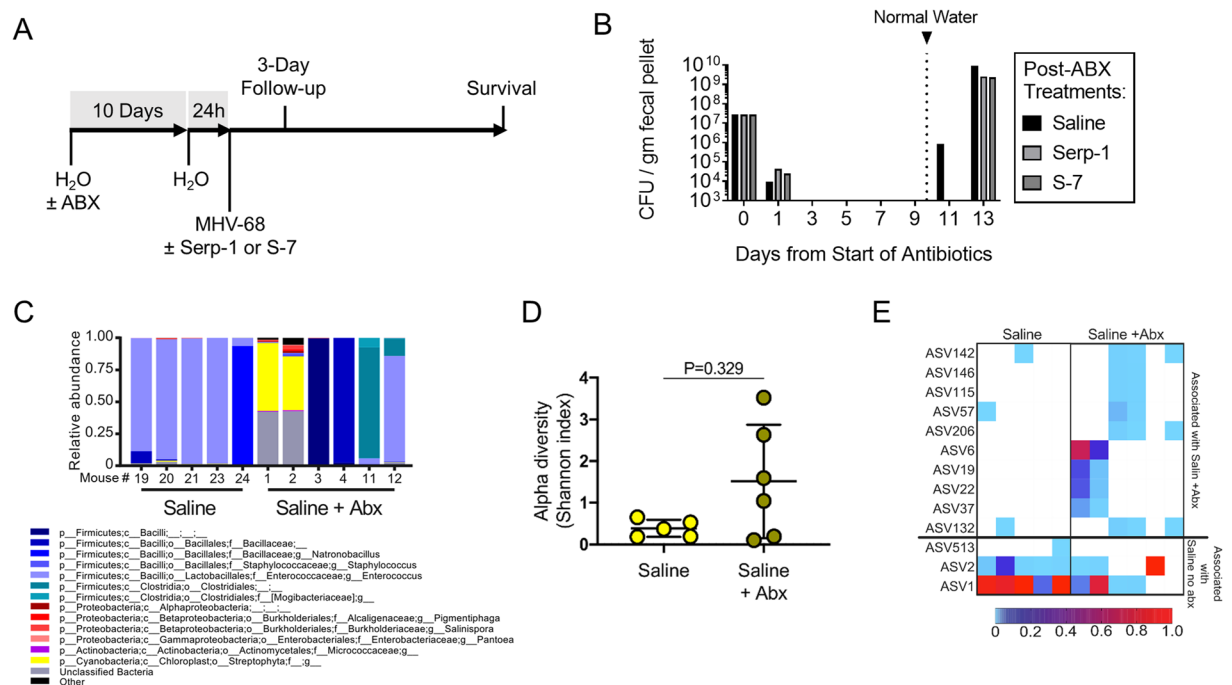 A
3-Day
Follow-up
Survival
10 Days
24h
H2O
± ABX
H2O
MHV-68
± Serp-1 or S-7
B
Normal Water
CFU / gm fecal pellet
10^10
10^9
10^8
10^7
10^6
10^5
10^4
10^3
0 1 3 5 7 9 11 13
Days from Start of Antibiotics
Post-ABX
Treatments:
Saline
Serp-1
S-7
C
Relative abundance
1.00
0.75
0.50
0.25
0
Mouse # 19 20 21 23 24 1 2 3 4 11 12
Saline
Saline + Abx
p__Firmicutes;c__Bacilli;__;__;__
p__Firmicutes;c__Bacilli;o__Bacillales;f__Bacillaceae;__
p__Firmicutes;c__Bacilli;o__Bacillales;f__Bacillaceae;g__Natronobacillus
p__Firmicutes;c__Bacilli;o__Bacillales;f__Staphylococcaceae;g__Staphylococcus
p__Firmicutes;c__Bacilli;o__Lactobacillales;f__Enterococcaceae;g__Enterococcus
p__Firmicutes;c__Clostridia;o__Clostridiales;__;__
p__Firmicutes;c__Clostridia;o__Clostridiales;f__[Mogibacteriaceae];g__
p__Proteobacteria;c__Alphaproteobacteria;__;__;__
p__Proteobacteria;c__Betaproteobacteria;o__Burkholderiales;f__Alcaligenaceae;g__Pigmentiphaga
p__Proteobacteria;c__Betaproteobacteria;o__Burkholderiales;f__Burkholderiaceae;g__Salinispora
p__Proteobacteria;c__Gammaproteobacteria;o__Enterobacteriales;f__Enterobacteriaceae;g__Pantoea
p__Actinobacteria;c__Actinobacteria;o__Actinomycetales;f__Micrococcaceae;g__
p__Cyanobacteria;c__Chloroplast;o__Streptophyta;f__;g__
Unclassified Bacteria
Other
D
P=0.329
Alpha diversity
(Shannon index)
4
3
2
1
0
Saline
Saline
+ Abx
E
Saline
Saline +Abx
ASV142
ASV146
ASV115
ASV57
ASV206
ASV6
ASV19
ASV22
ASV37
ASV132
ASV513
ASV2
ASV1
Associated with Salin +Abx
Associated
with
Saline no abx
0 0.2 0.4 0.6 0.8 1.0